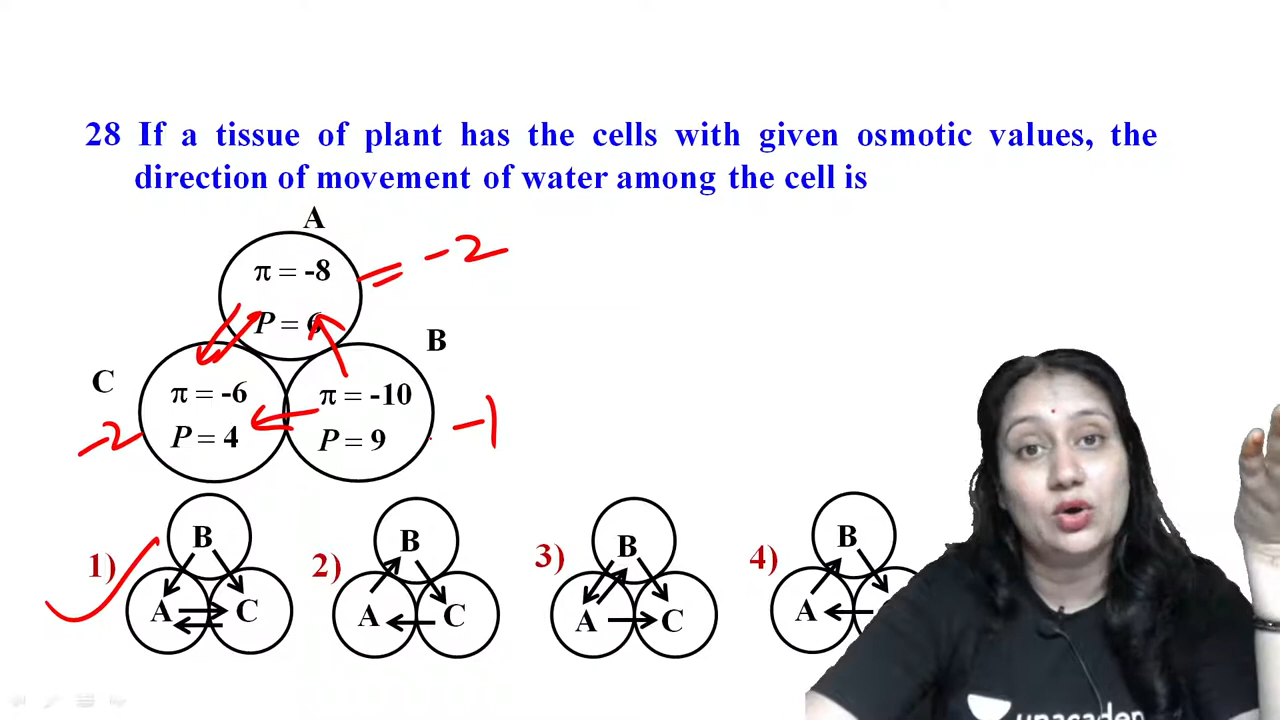 28 If a tissue of plant has the cells with given osmotic values, the
direction of movement of water among the cell is
A
π = -8
P = 6
= -2
B
π = -10
P = 9
-1
C
π = -6
P = 4
-2
1)
B
A
C
2)
B
A
C
3)
B
A
C
4)
B
A